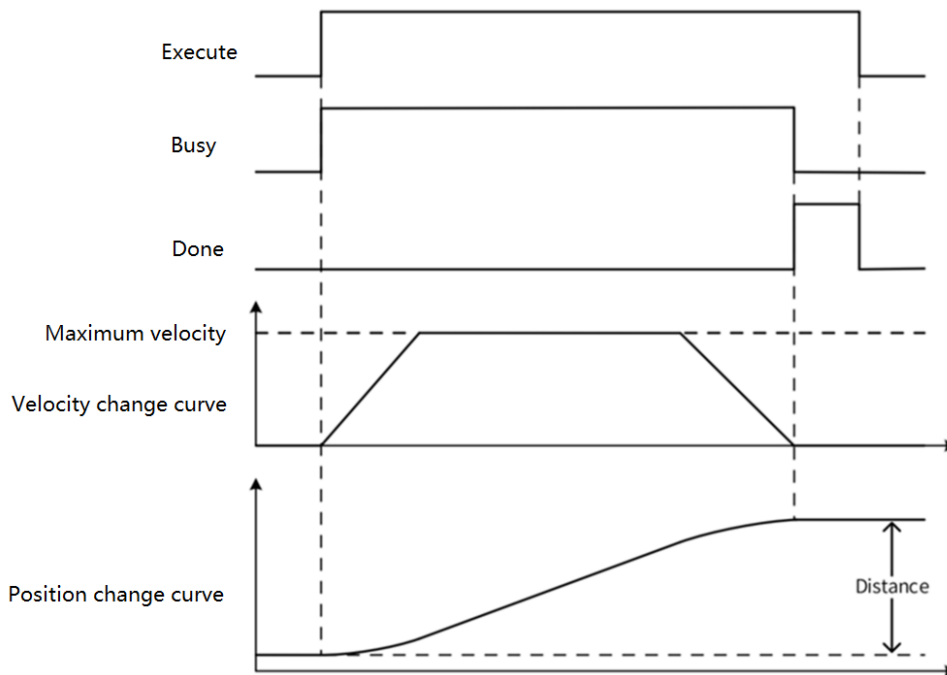 Execute
Busy
Done
Maximum velocity
Velocity change curve
Position change curve
Distance